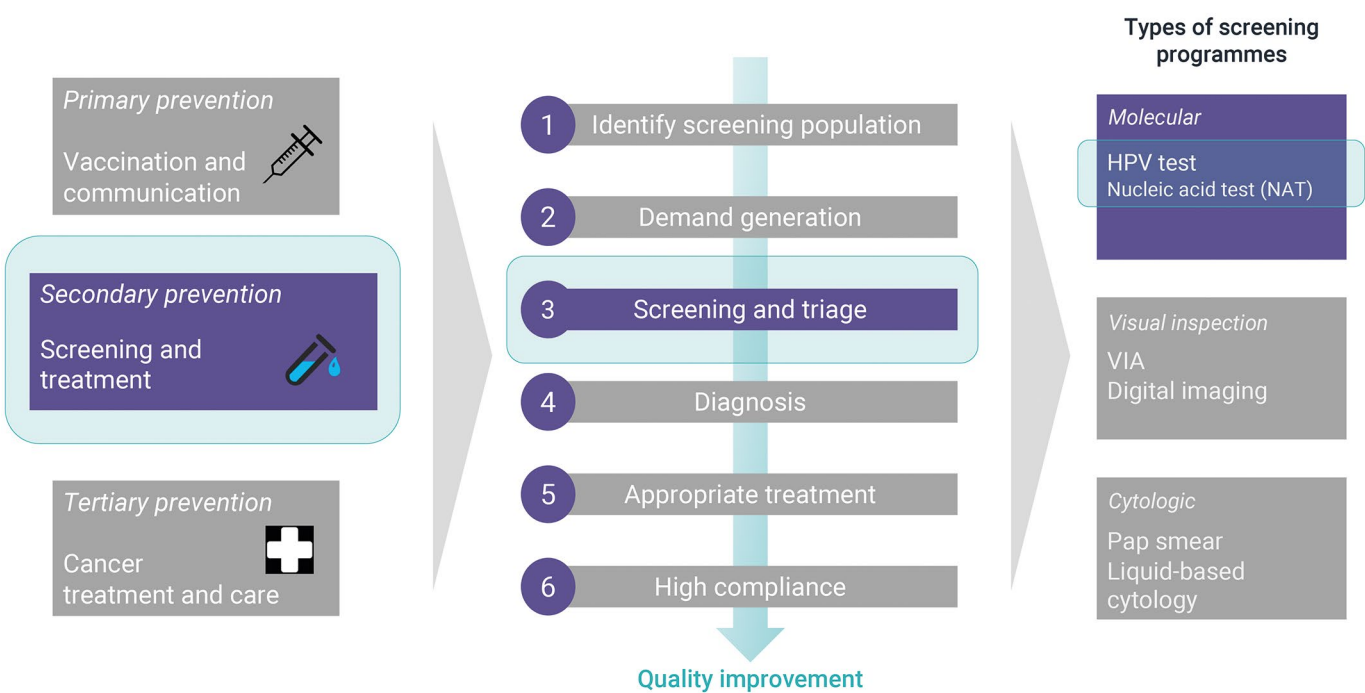 Primary prevention
Vaccination and
communication
Secondary prevention
Screening and
treatment
Tertiary prevention
Cancer
treatment and care
1 Identify screening population
2 Demand generation
3 Screening and triage
4 Diagnosis
5 Appropriate treatment
6 High compliance
Quality improvement
Types of screening
programmes
Molecular
HPV test
Nucleic acid test (NAT)
Visual inspection
VIA
Digital imaging
Cytologic
Pap smear
Liquid-based
cytology